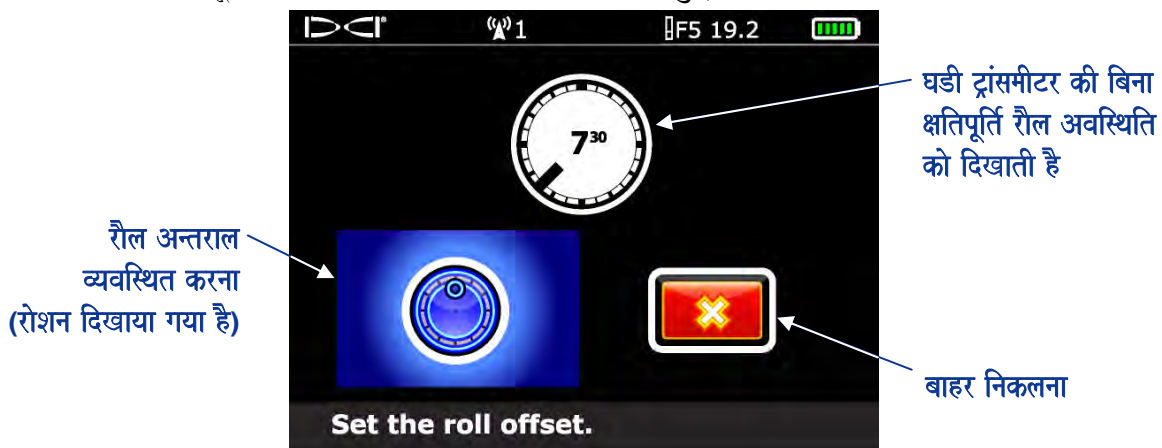 DCI
1
F5 19.2
7³⁰
घडी ट्रांसमीटर की बिना
क्षतिपूर्ति रौल अवस्थिति
को दिखाती है
रौल अन्तराल
व्यवस्थित करना
(रोशन दिखाया गया है)
बाहर निकलना
Set the roll offset.